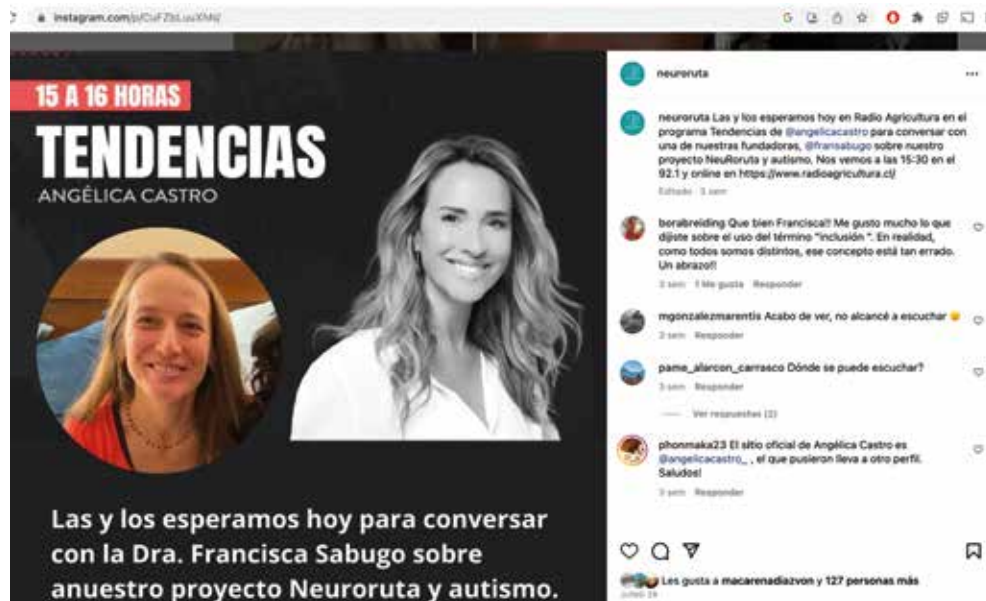 instagram.com/p/CuFZbLuuXMs/
15 A 16 HORAS
TENDENCIAS
ANGÉLICA CASTRO
Las y los esperamos hoy para conversar
con la Dra. Francisca Sabugo sobre
anuestro proyecto Neuroruta y autismo.
neuroruta
neuroruta Las y los esperamos hoy en Radio Agricultura en el
programa Tendencias de @angelicacastro para conversar con
una de nuestras fundadoras, @fransabugo sobre nuestro
proyecto NeuRoruta y autismo. Nos vemos a las 15:30 en el
92.1 y online en https://www.radioagricultura.cl/
Editado · 3 sem
berabreiding Que bien Francisca!! Me gusto mucho lo que
dijiste sobre el uso del término "inclusión ". En realidad,
como todos somos distintos, ese concepto está tan errado.
Un abrazo!!
3 sem 1 Me gusta Responder
mgonzalezmarentis Acabo de ver, no alcancé a escuchar
3 sem Responder
pame_alarcon_carrasco Dónde se puede escuchar?
3 sem Responder
Ver respuestas (2)
phonmaka23 El sitio oficial de Angélica Castro es
@angelicacastro_ , el que pusieron lleva a otro perfil.
Saludos!
3 sem Responder
Les gusta a macarenadiazvon y 127 personas más